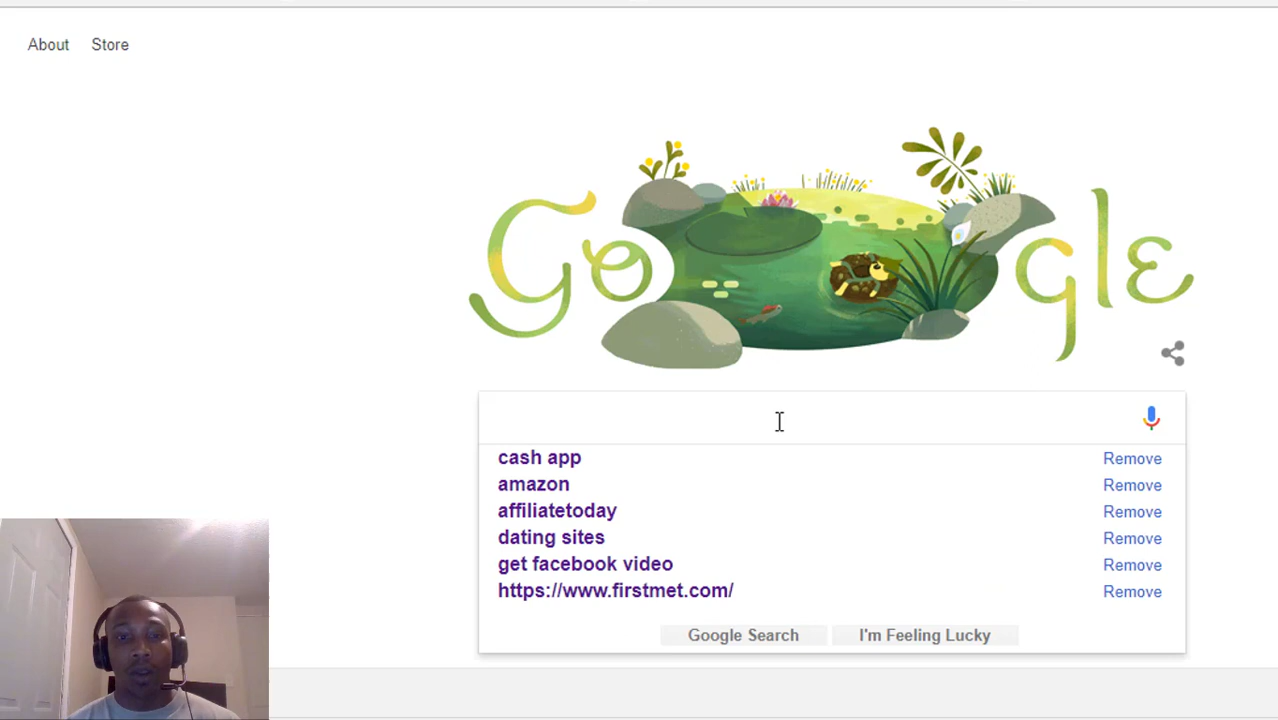 About Store
Google
cash app Remove
amazon Remove
affiliatetoday Remove
dating sites Remove
get facebook video Remove
https://www.firstmet.com/ Remove
Google Search I'm Feeling Lucky